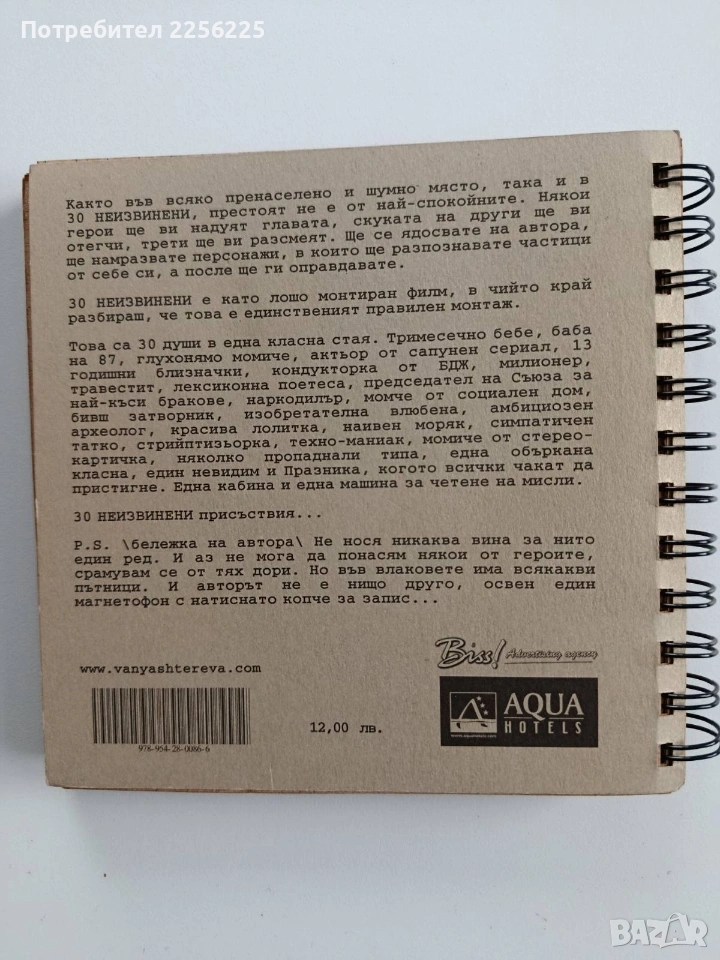 Потребител 2256225
Както във всяко пренаселено и шумно място, така и в
30 НЕИЗВИНЕНИ, престоят не е от най-спокойните. Някои
герои ще ви надуят главата, скуката на други ще ви
отегчи, трети ще ви разсмеят. Ще се ядосвате на автора,
ще намразвате персонажи, в които ще разпознавате частици
от себе си, а после ще ги оправдавате.
30 НЕИЗВИНЕНИ е като лошо монтиран филм, в чийто край
разбираш, че това е единственият правилен монтаж.
Това са 30 души в една класна стая. Тримесечно бебе, баба
на 87, глухонямо момиче, актьор от сапунен сериал, 13
годишни близначки, кондукторка от БДЖ, милионер,
травестит, лексиконна поетеса, председател на Съюза за
най-къси бракове, наркодилър, момче от социален дом,
бивш затворник, изобретателна влюбена, амбициозен
археолог, красива лолитка, наивен моряк, симпатичен
татко, стрийптизьорка, техно-маниак, момиче от стерео-
картичка, няколко пропаднали типа, една объркана
класна, един невидим и Празника, когото всички чакат да
пристигне. Една кабина и една машина за четене на мисли.
30 НЕИЗВИНЕНИ присъствия...
P.S. \бележка на автора\ Не нося никаква вина за нито
един ред. И аз не мога да понасям някои от героите,
срамувам се от тях дори. Но във влаковете има всякакви
пътници. И авторът не е нищо друго, освен един
магнетофон с натиснато копче за запис...
www.vanyashtereva.com
Biss! Advertising agency
978-954-28-0086-6
12,00 лв.
AQUA
HOTELS
www.aquahotels.com
BAZAR